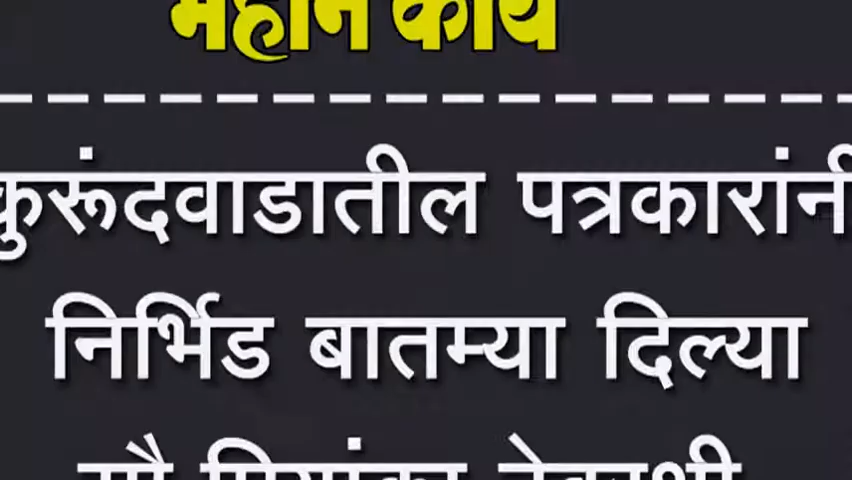 महान कार्य
कुरूंदवाडातील पत्रकारांनी
निर्भिड बातम्या दिल्या